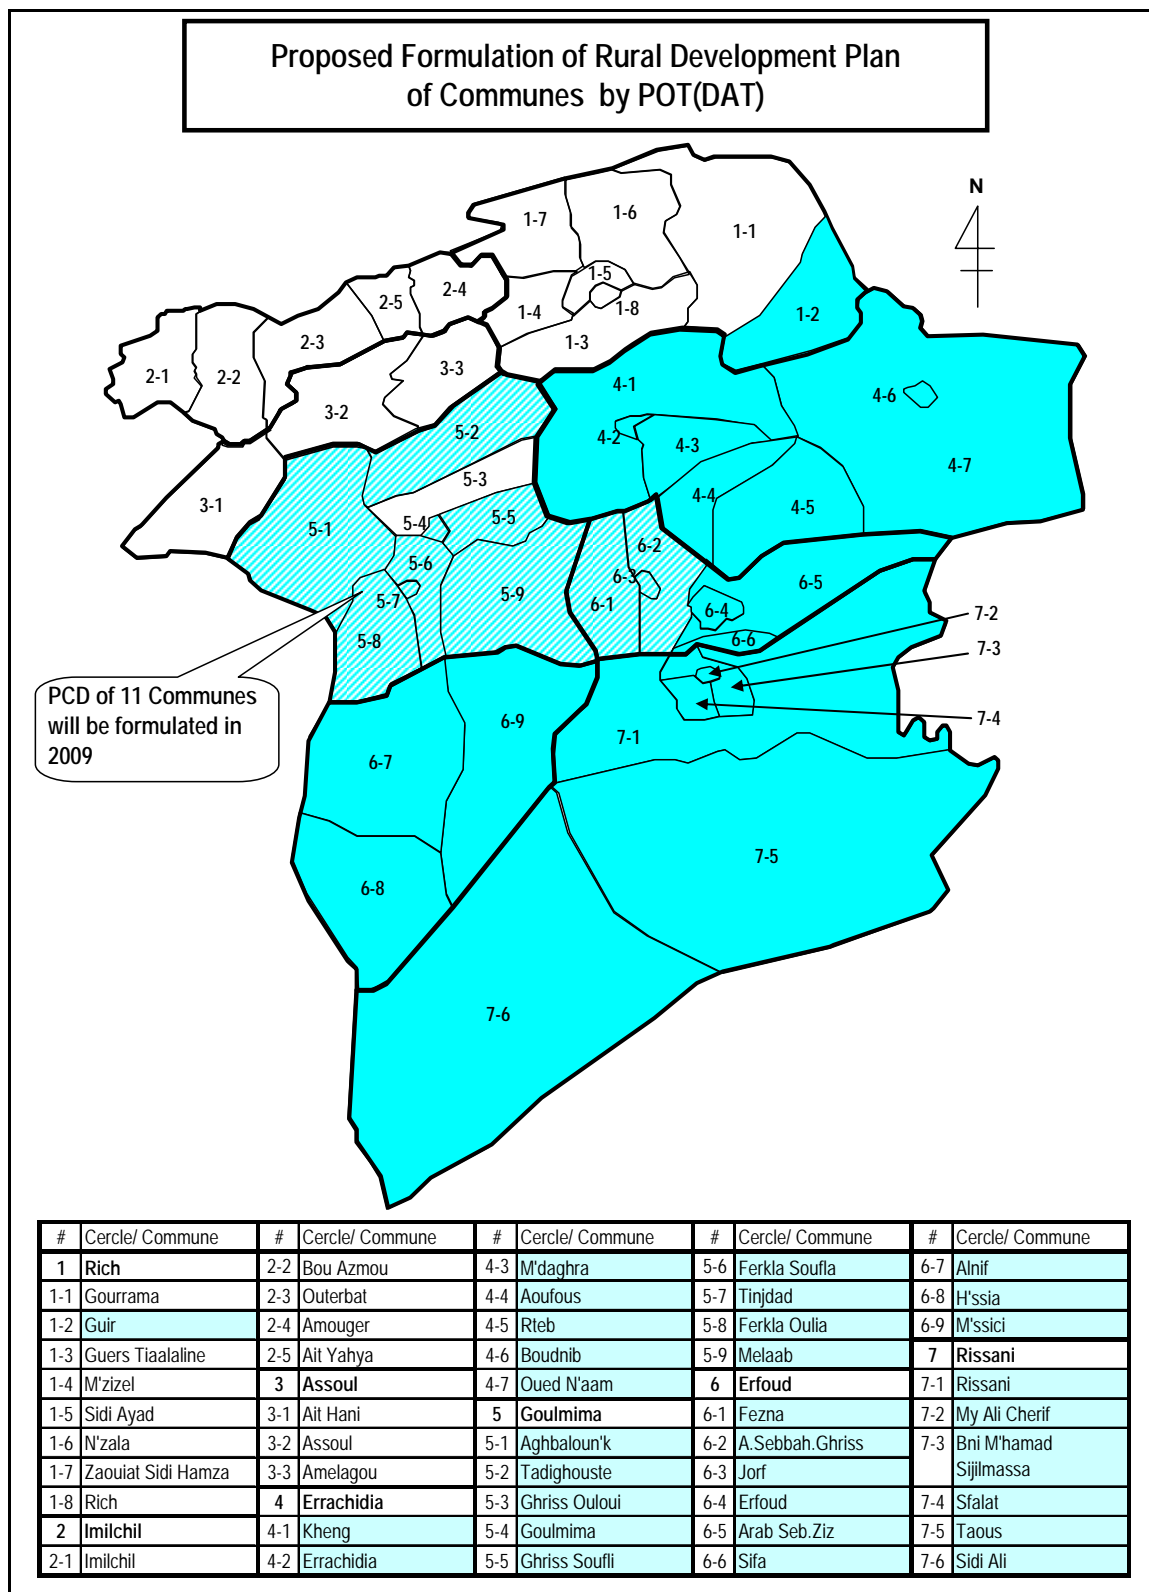 Proposed Formulation of Rural Development Plan
of Communes by POT(DAT)
N
1-7
1-6
1-1
1-5
2-4
2-5
1-4
1-8
1-2
2-3
1-3
2-1
2-2
3-3
4-1
4-6
3-2
5-2
4-2
4-3
4-7
5-3
3-1
4-4
4-5
5-1
5-4
5-5
6-2
5-6
6-3
6-5
5-7
5-9
6-1
6-4
7-2
5-8
6-6
7-3
PCD of 11 Communes
will be formulated in
2009
6-9
7-4
7-1
6-7
7-5
6-8
7-6
# Cercle/ Commune # Cercle/ Commune # Cercle/ Commune # Cercle/ Commune # Cercle/ Commune
1 Rich 2-2 Bou Azmou 4-3 M'daghra 5-6 Ferkla Soufla 6-7 Alnif
1-1 Gourrama 2-3 Outerbat 4-4 Aoufous 5-7 Tinjdad 6-8 H'ssia
1-2 Guir 2-4 Amouger 4-5 Rteb 5-8 Ferkla Oulia 6-9 M'ssici
1-3 Guers Tiaalaline 2-5 Ait Yahya 4-6 Boudnib 5-9 Melaab 7 Rissani
1-4 M'zizel 3 Assoul 4-7 Oued N'aam 6 Erfoud 7-1 Rissani
1-5 Sidi Ayad 3-1 Ait Hani 5 Goulmima 6-1 Fezna 7-2 My Ali Cherif
1-6 N'zala 3-2 Assoul 5-1 Aghbaloun'k 6-2 A.Sebbah.Ghriss 7-3 Bni M'hamad
1-7 Zaouiat Sidi Hamza 3-3 Amelagou 5-2 Tadighouste 6-3 Jorf Sijilmassa
1-8 Rich 4 Errachidia 5-3 Ghriss Ouloui 6-4 Erfoud 7-4 Sfalat
2 Imilchil 4-1 Kheng 5-4 Goulmima 6-5 Arab Seb.Ziz 7-5 Taous
2-1 Imilchil 4-2 Errachidia 5-5 Ghriss Soufli 6-6 Sifa 7-6 Sidi Ali